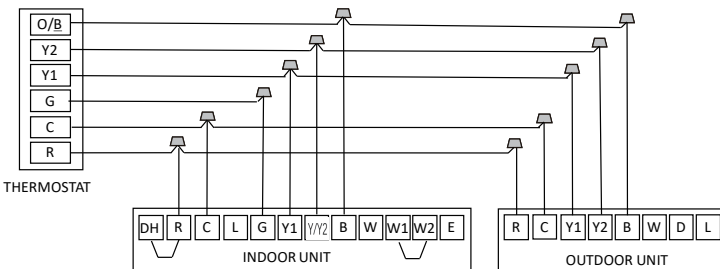 O/B
Y2
Y1
G
C
R
THERMOSTAT
DH R C L G Y1 Y/Y2 B W W1 W2 E
INDOOR UNIT
R C Y1 Y2 B W D L
OUTDOOR UNIT